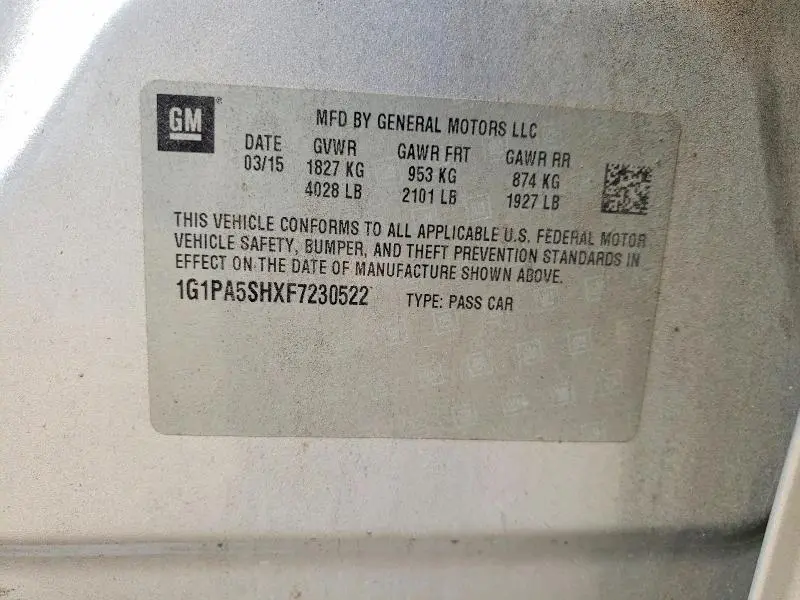 GM®
MFD BY GENERAL MOTORS LLC
DATE GVWR GAWR FRT GAWR RR
03/15 1827 KG 953 KG 874 KG
4028 LB 2101 LB 1927 LB
THIS VEHICLE CONFORMS TO ALL APPLICABLE U.S. FEDERAL MOTOR
VEHICLE SAFETY, BUMPER, AND THEFT PREVENTION STANDARDS IN
EFFECT ON THE DATE OF MANUFACTURE SHOWN ABOVE.
1G1PA5SHXF7230522 TYPE: PASS CAR